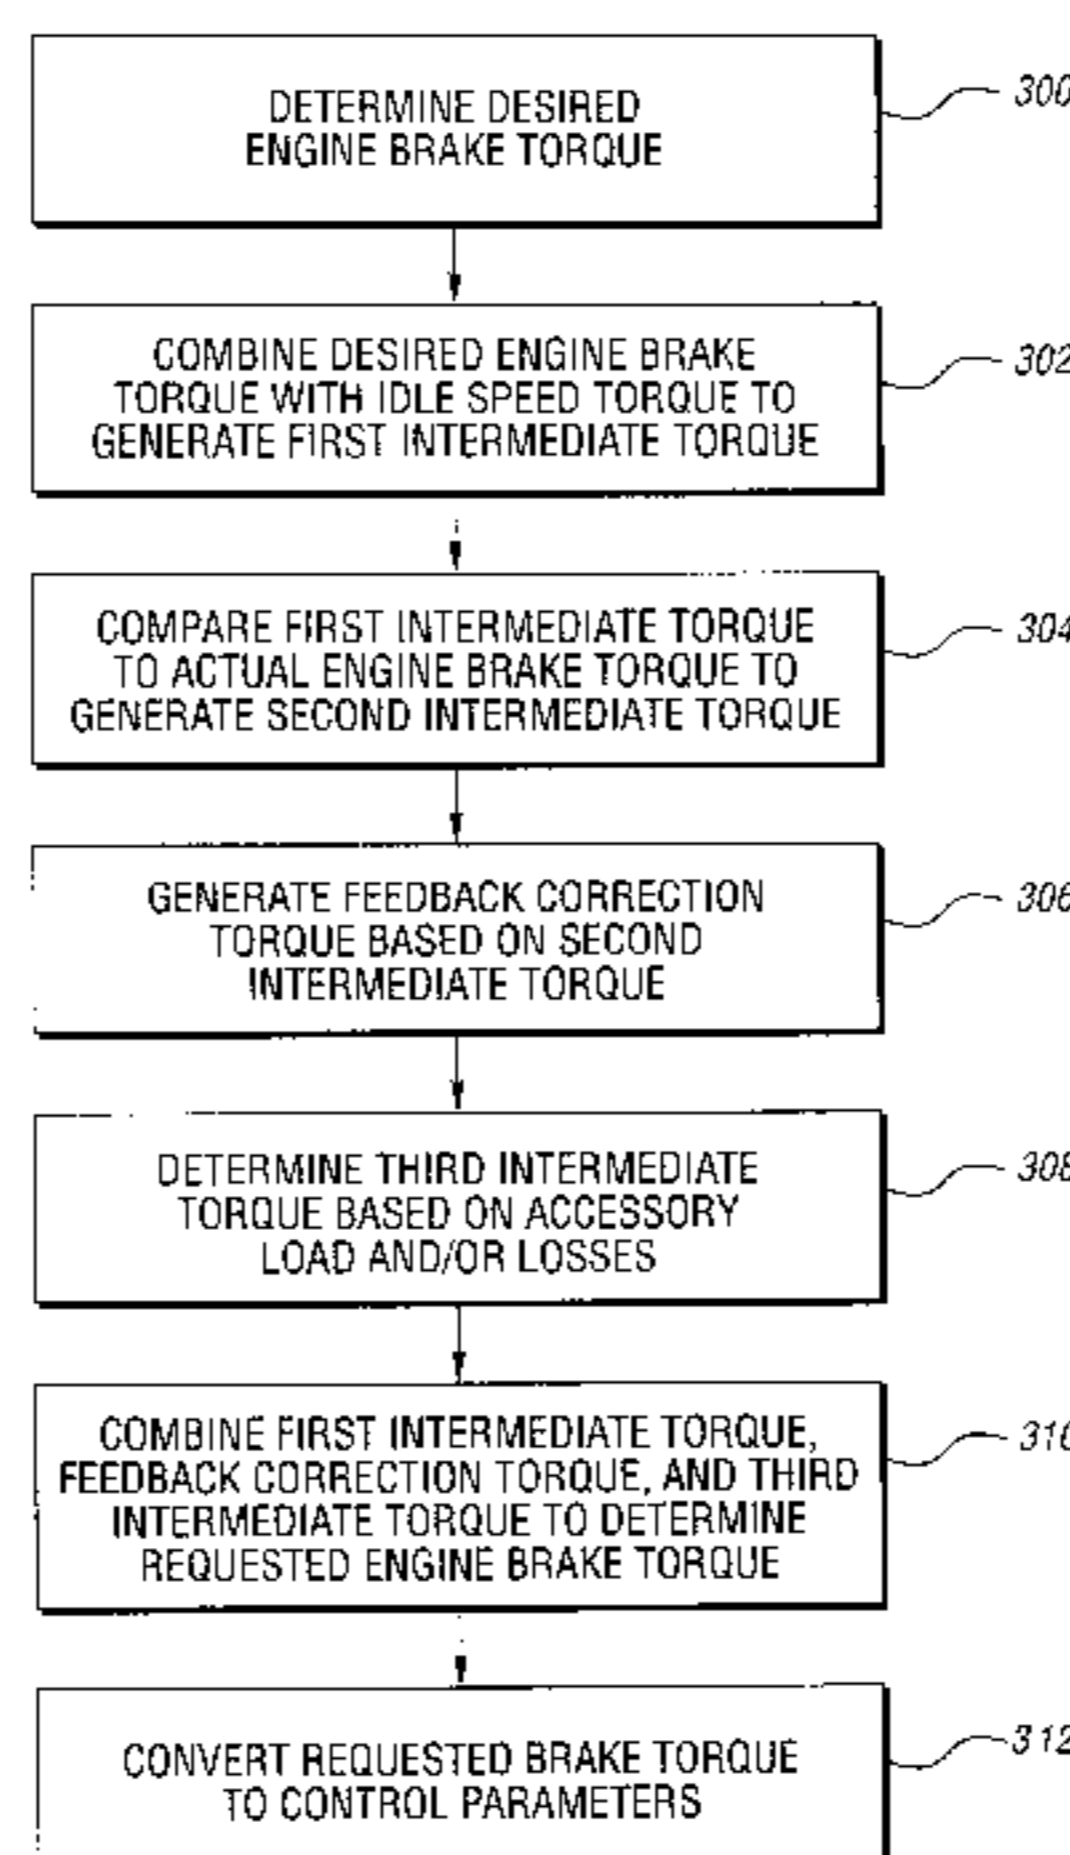 DETERMINE DESIRED
ENGINE BRAKE TORQUE
300
COMBINE DESIRED ENGINE BRAKE
TORQUE WITH IDLE SPEED TORQUE TO
GENERATE FIRST INTERMEDIATE TORQUE
302
COMPARE FIRST INTERMEDIATE TORQUE
TO ACTUAL ENGINE BRAKE TORQUE TO
GENERATE SECOND INTERMEDIATE TORQUE
304
GENERATE FEEDBACK CORRECTION
TORQUE BASED ON SECOND
INTERMEDIATE TORQUE
306
DETERMINE THIRD INTERMEDIATE
TORQUE BASED ON ACCESSORY
LOAD AND/OR LOSSES
308
COMBINE FIRST INTERMEDIATE TORQUE,
FEEDBACK CORRECTION TORQUE, AND THIRD
INTERMEDIATE TORQUE TO DETERMINE
REQUESTED ENGINE BRAKE TORQUE
310
CONVERT REQUESTED BRAKE TORQUE
TO CONTROL PARAMETERS
312